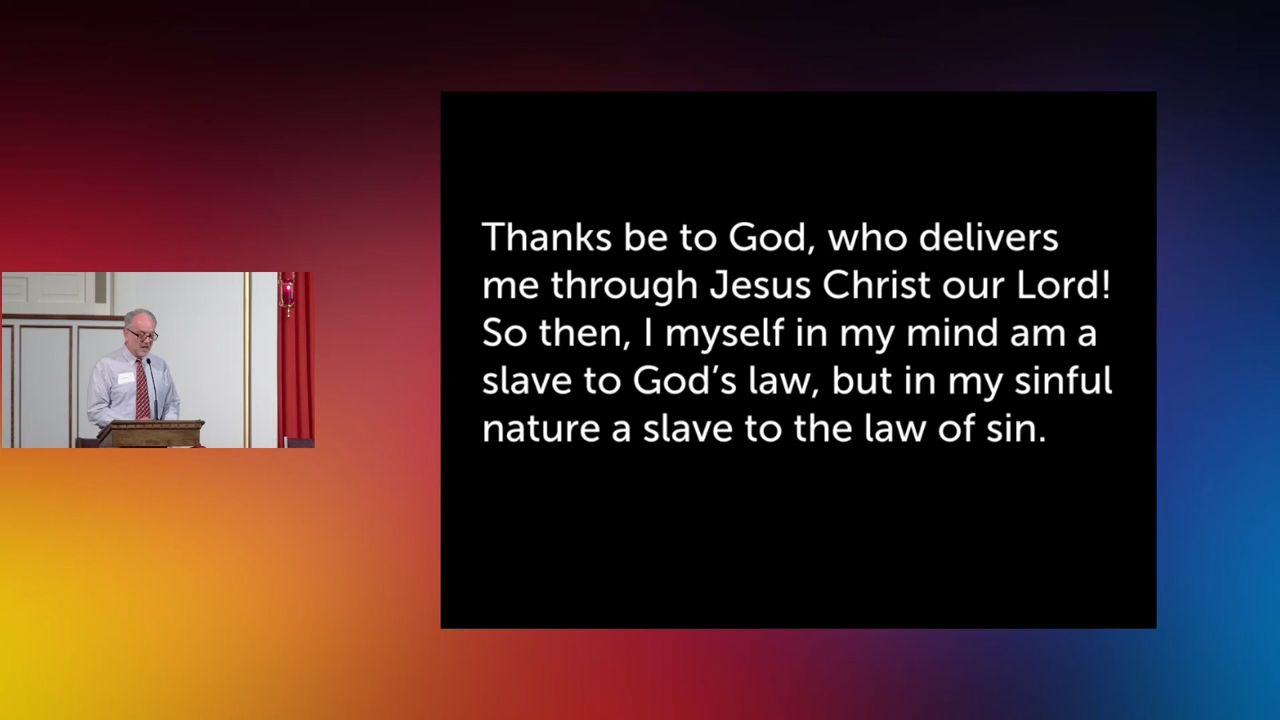 Thanks be to God, who delivers
me through Jesus Christ our Lord!
So then, I myself in my mind am a
slave to God’s law, but in my sinful
nature a slave to the law of sin.